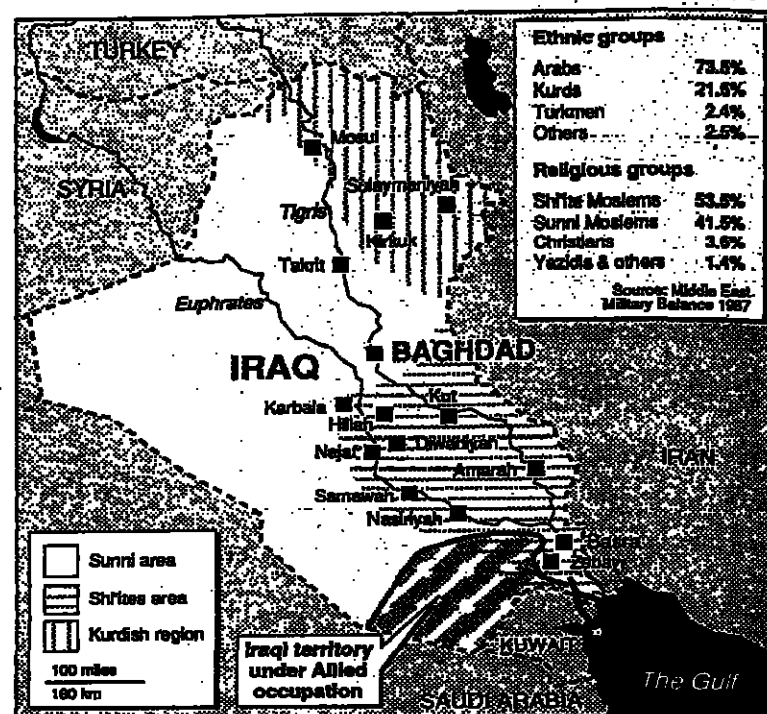 TURKEY
SYRIA
Mosul
Sulaymaniyah
Tigris
Kirkuk
Takrit
Euphrates
BAGHDAD
IRAQ
Karbala
Kut
Hillah
Diwaniyah
Najaf
Amarah
IRAN
Samawah
Nasiriyah
Basra
Zubayr
KUWAIT
The Gulf
SAUDI ARABIA
Ethnic groups
Arabs 73.5%
Kurds 21.6%
Turkmen 2.4%
Others 2.5%
Religious groups
Shi'ite Moslems 53.5%
Sunni Moslems 41.5%
Christians 3.6%
Yazidis & others 1.4%
Source: Middle East
Military Balance 1987
Sunni area
Shi'ites area
Kurdish region
100 miles
160 km
Iraqi territory
under Allied
occupation